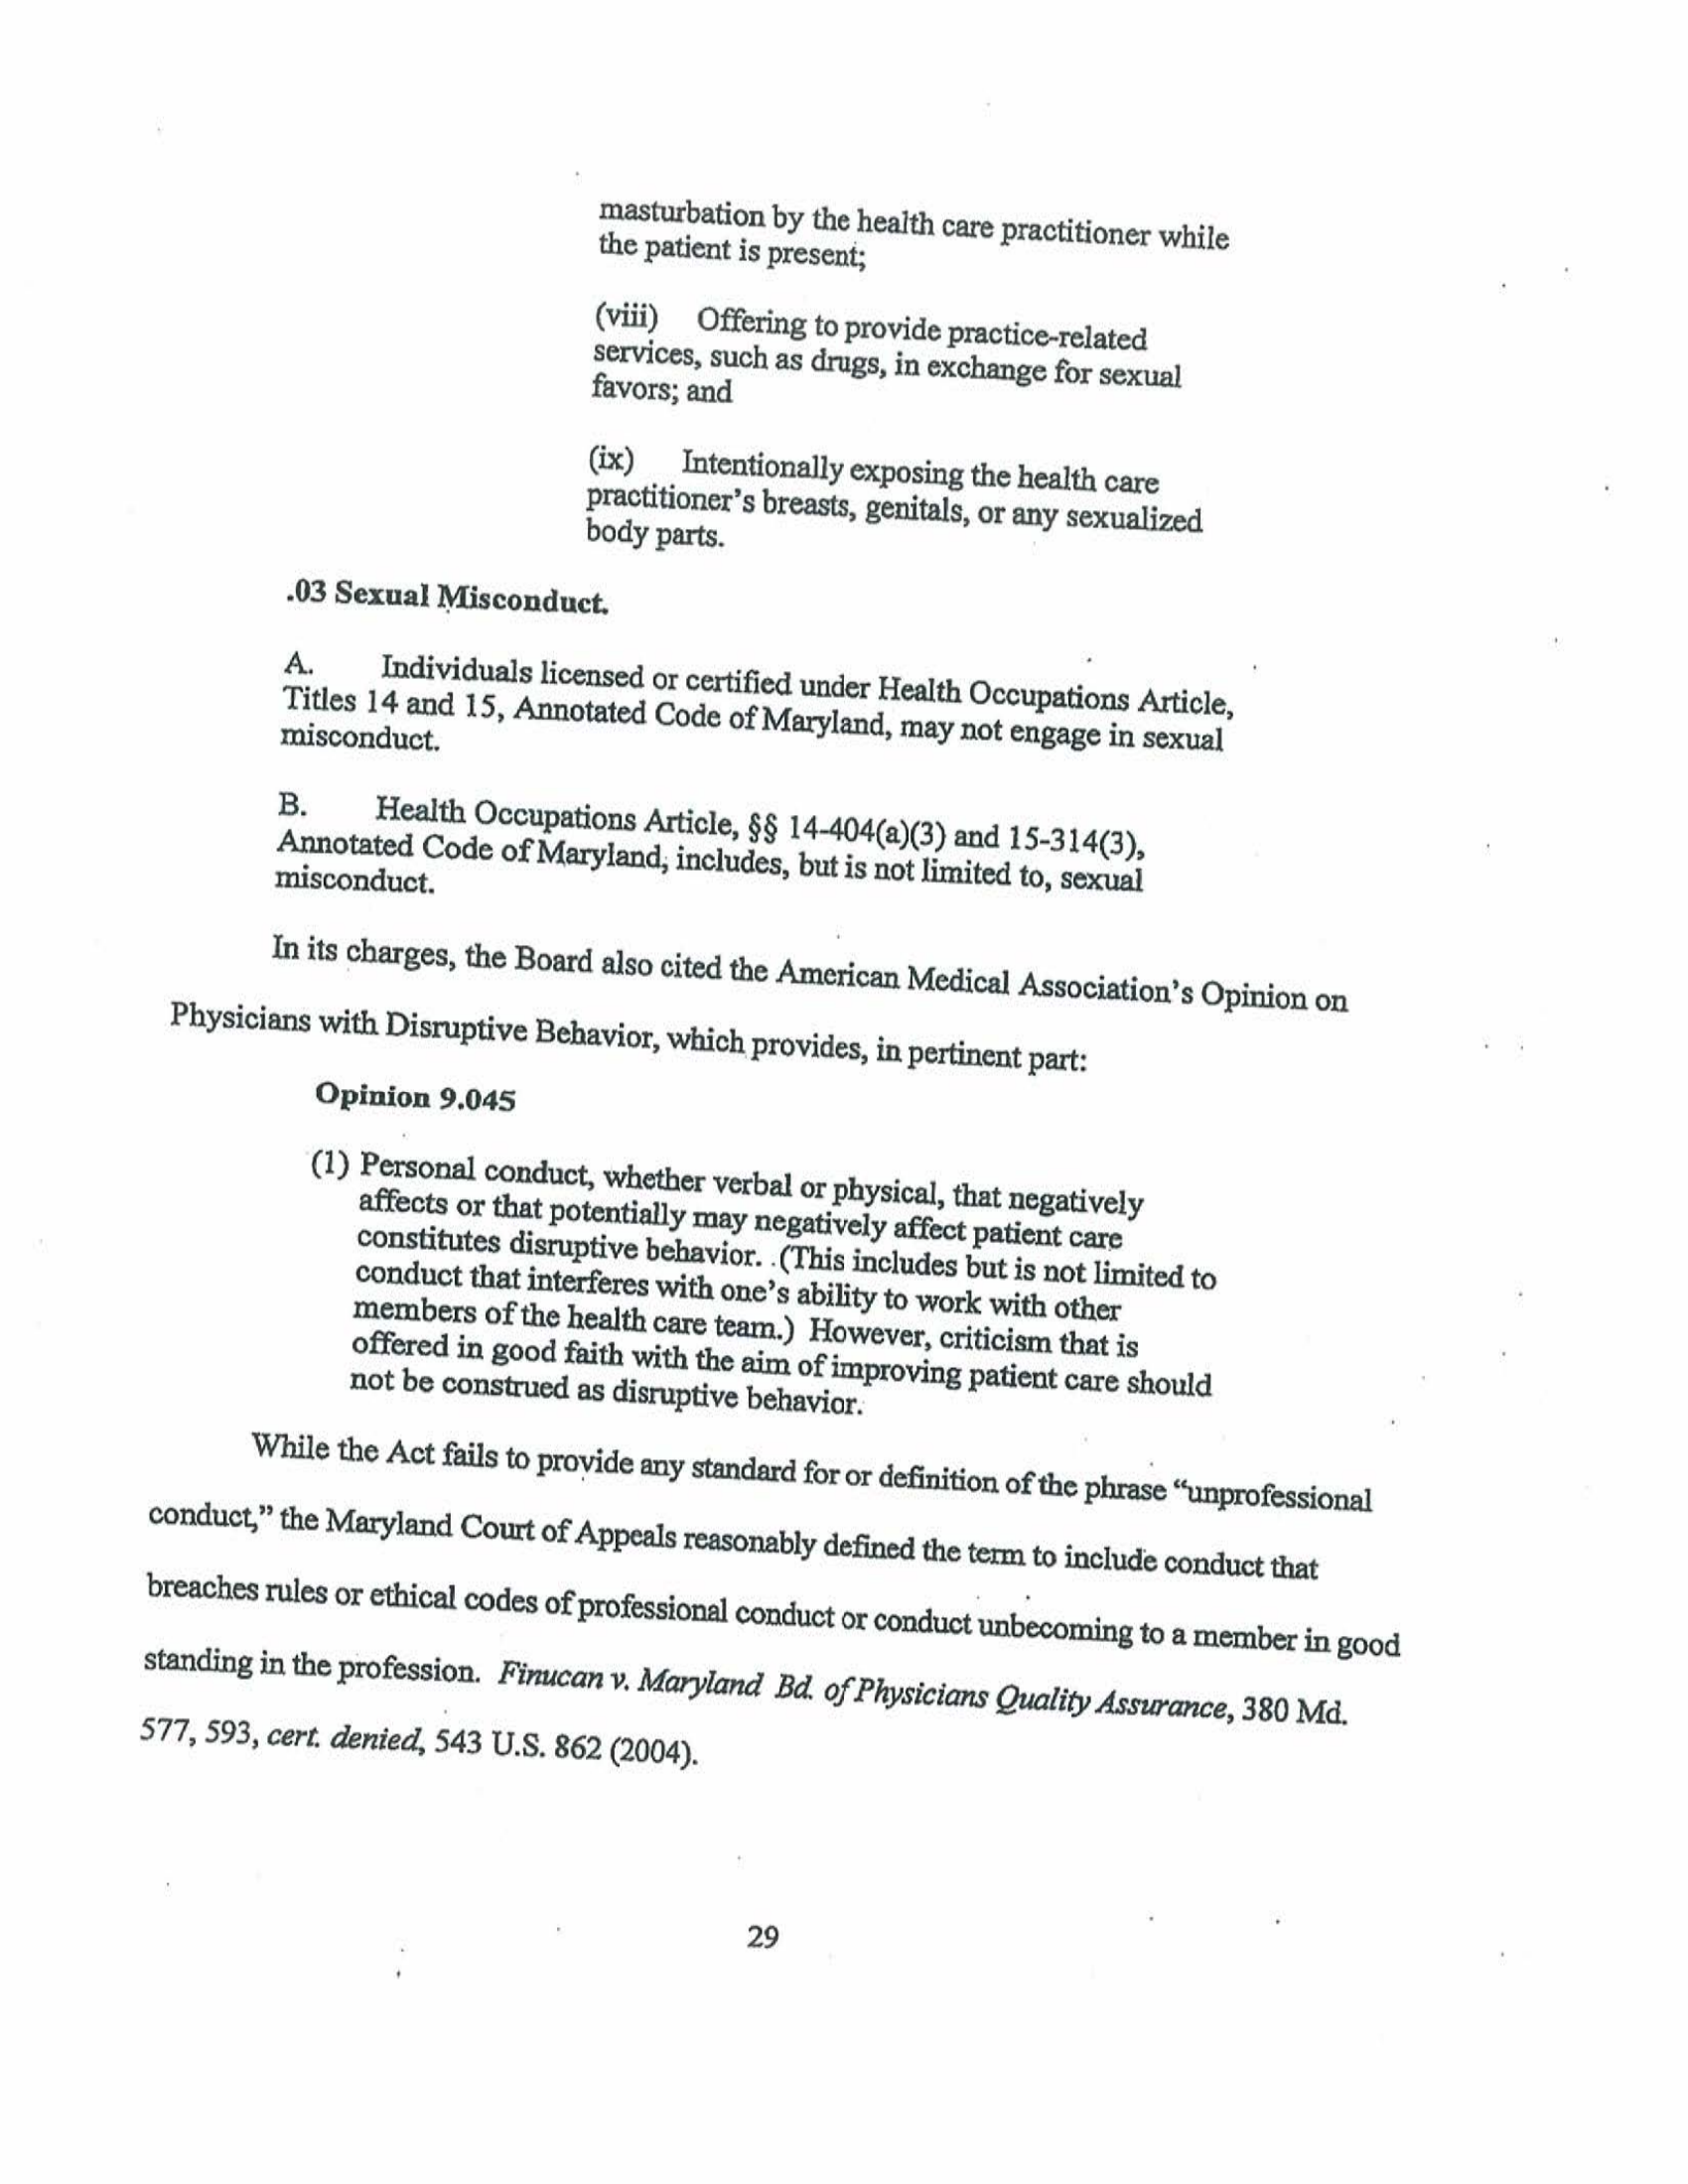 masturbation by the health care practitioner while
the patient is present;
(viii) Offering to provide practice-related
services, such as drugs, in exchange for sexual
favors; and
(ix) Intentionally exposing the health care
practitioner's breasts, genitals, or any sexualized
body parts.
.03 Sexual Misconduct.
A. Individuals licensed or certified under Health Occupations Article,
Titles 14 and 15, Annotated Code of Maryland, may not engage in sexual
misconduct.
B. Health Occupations Article, §§ 14-404(a)(3) and 15-314(3),
Annotated Code of Maryland, includes, but is not limited to, sexual
misconduct.
In its charges, the Board also cited the American Medical Association's Opinion on
Physicians with Disruptive Behavior, which provides, in pertinent part:
Opinion 9.045
(1) Personal conduct, whether verbal or physical, that negatively
affects or that potentially may negatively affect patient care
constitutes disruptive behavior. .(This includes but is not limited to
conduct that interferes with one's ability to work with other
members of the health care team.) However, criticism that is
offered in good faith with the aim of improving patient care should
not be construed as disruptive behavior.
While the Act fails to provide any standard for or definition of the phrase “unprofessional
conduct,” the Maryland Court of Appeals reasonably defined the term to include conduct that
breaches rules or ethical codes of professional conduct or conduct unbecoming to a member in good
standing in the profession. Finucan v. Maryland Bd. of Physicians Quality Assurance, 380 Md.
577, 593, cert. denied, 543 U.S. 862 (2004).
29